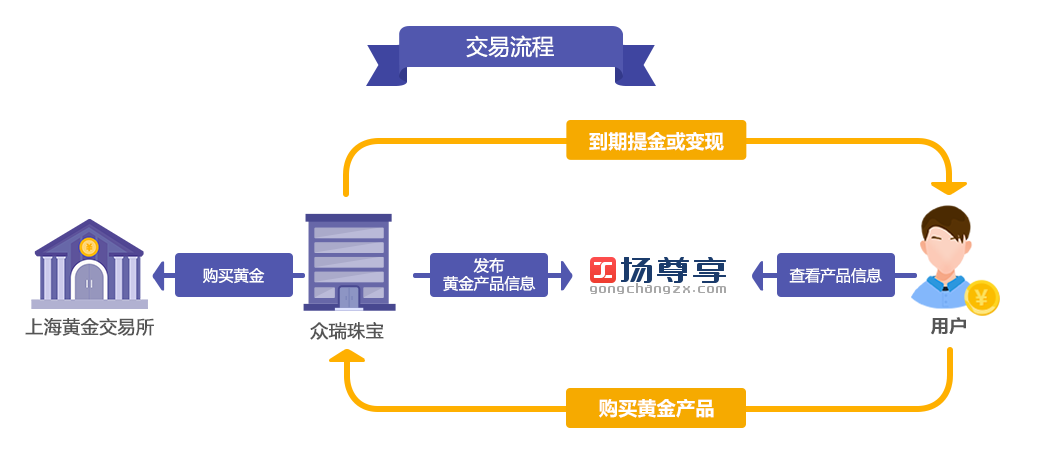 交易流程
到期提金或变现
购买黄金
发布
黄金产品信息
工扬尊享
gongchangzx.com
查看产品信息
上海黄金交易所
众瑞珠宝
用户
购买黄金产品